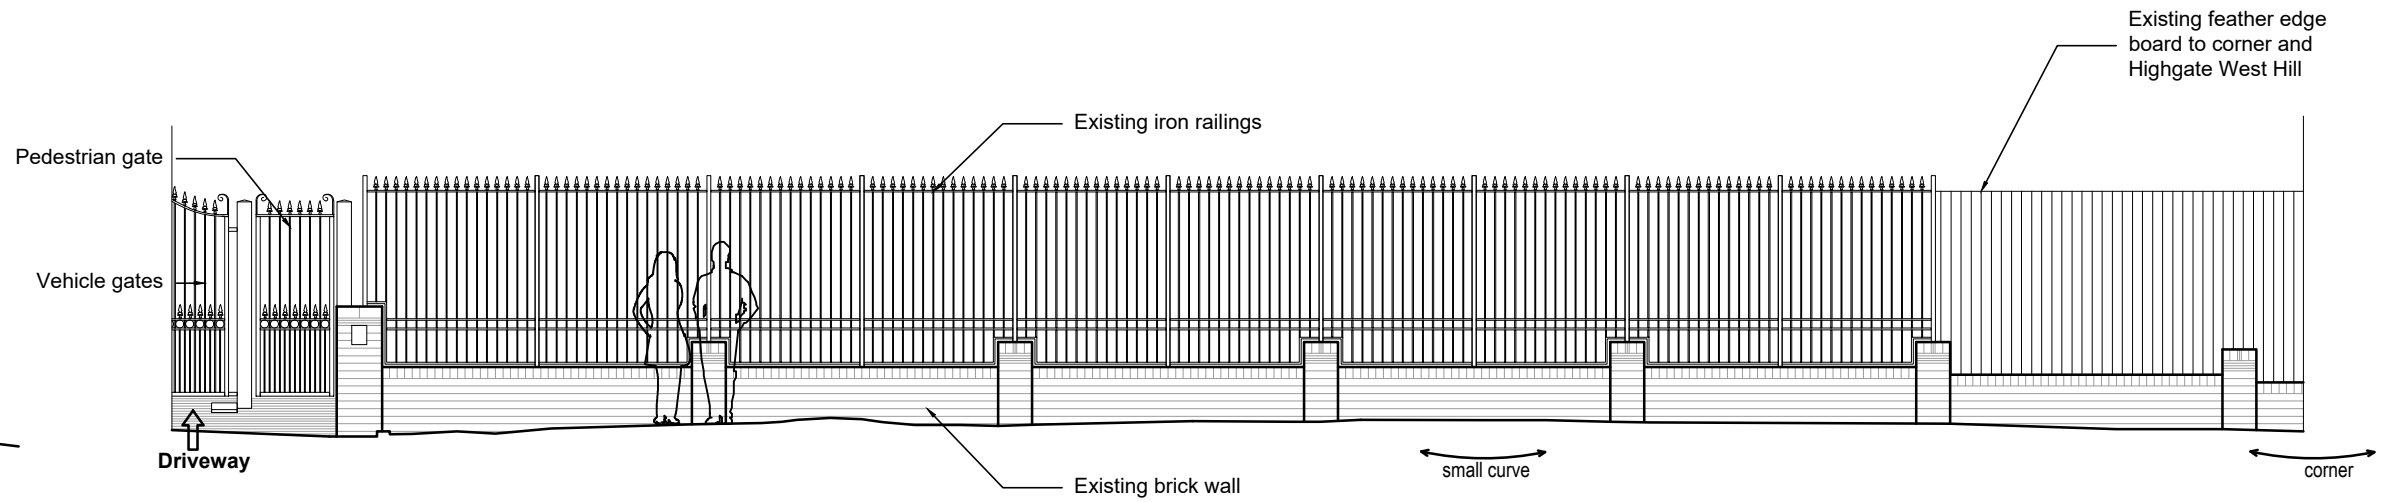 Existing feather edge
board to corner and
Highgate West Hill
Existing iron railings
Pedestrian gate
Vehicle gates
Driveway
small curve
corner
Existing brick wall